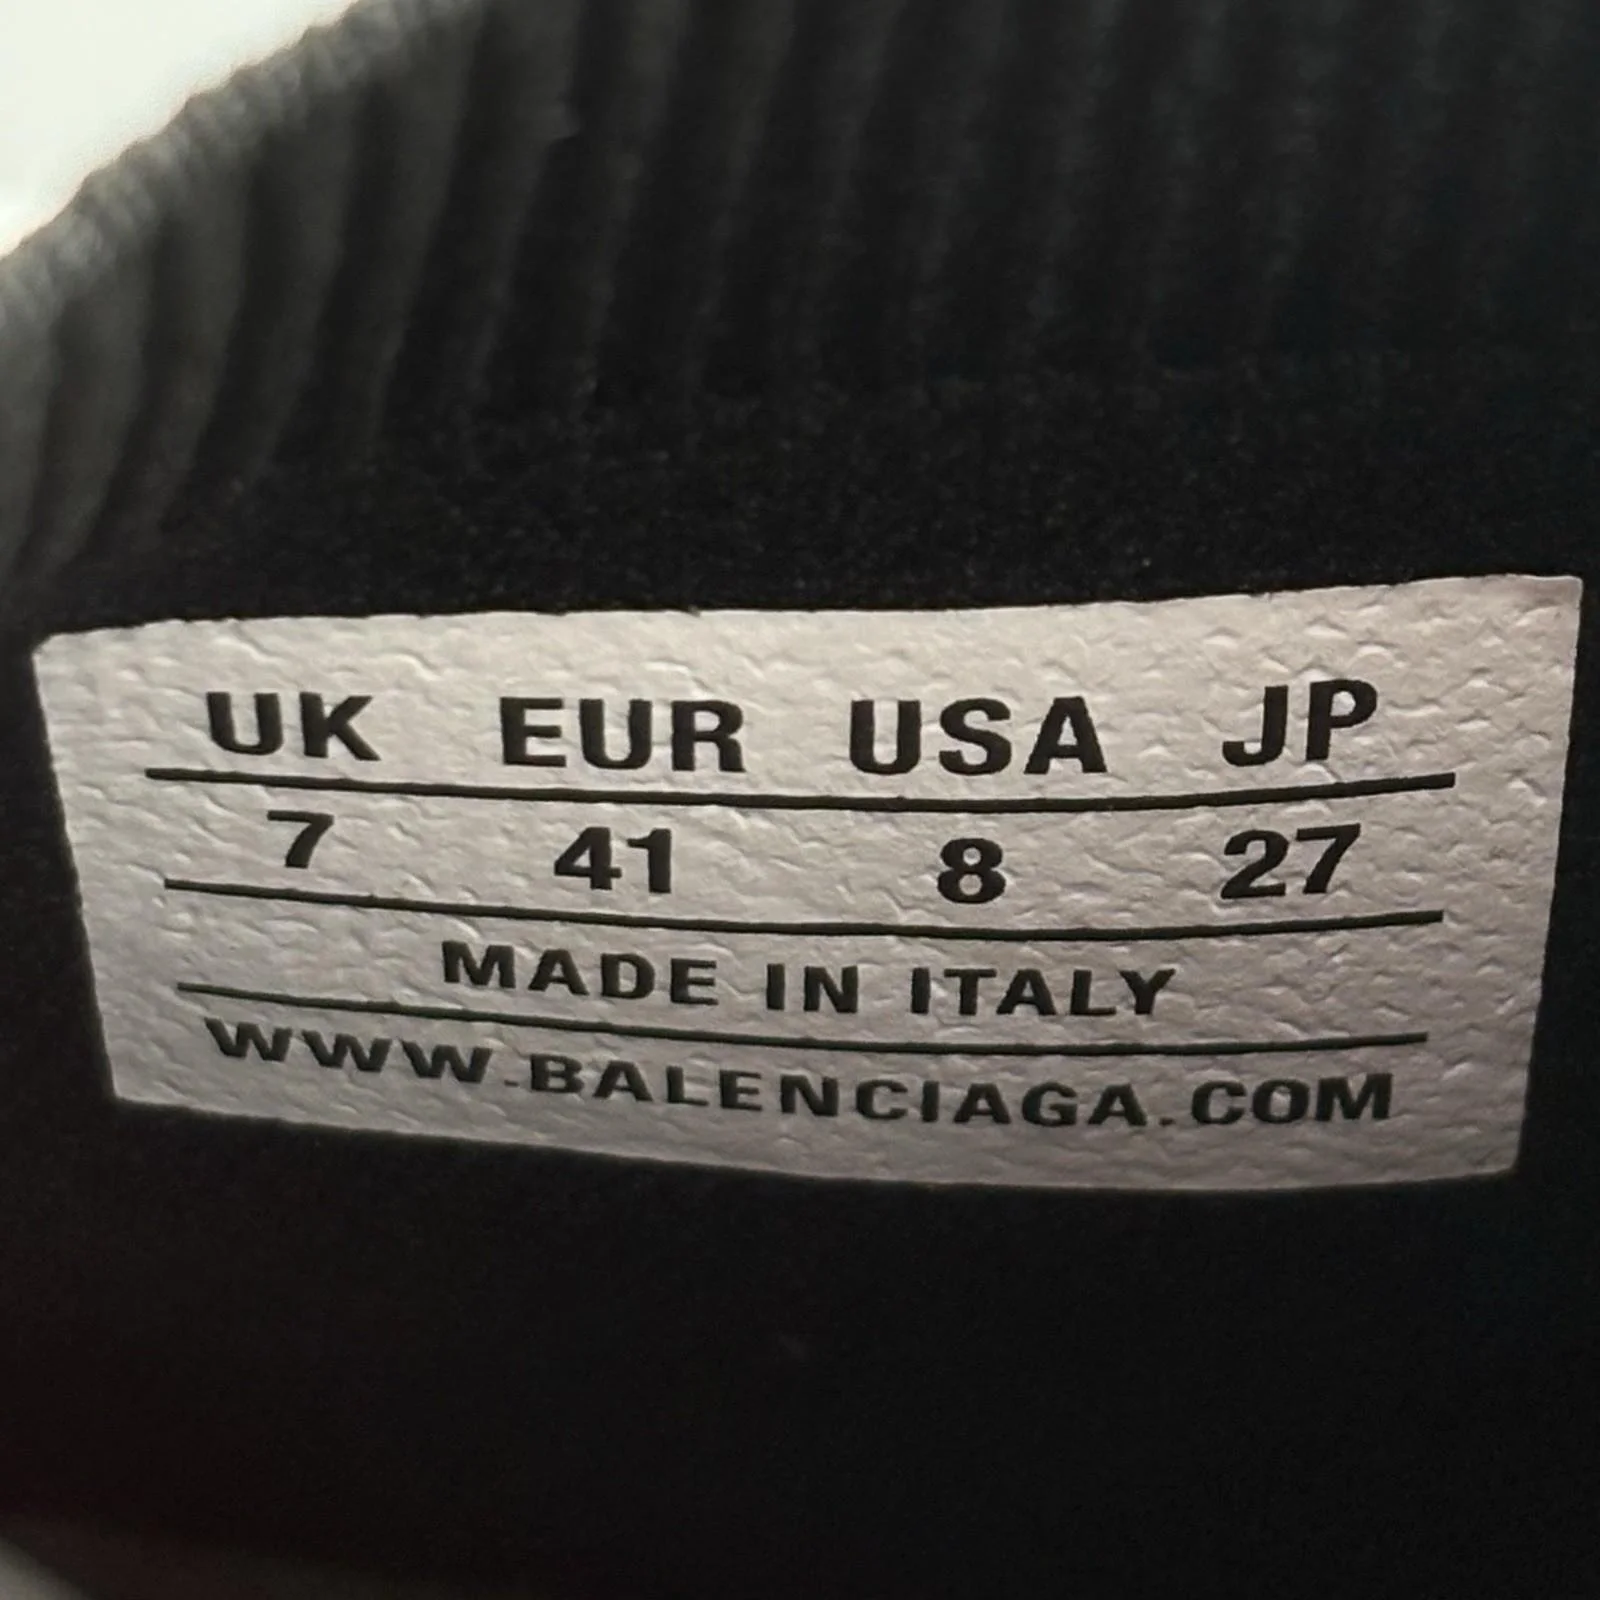 UK EUR USA JP
7 41 8 27
MADE IN ITALY
WWW.BALENCIAGA.COM